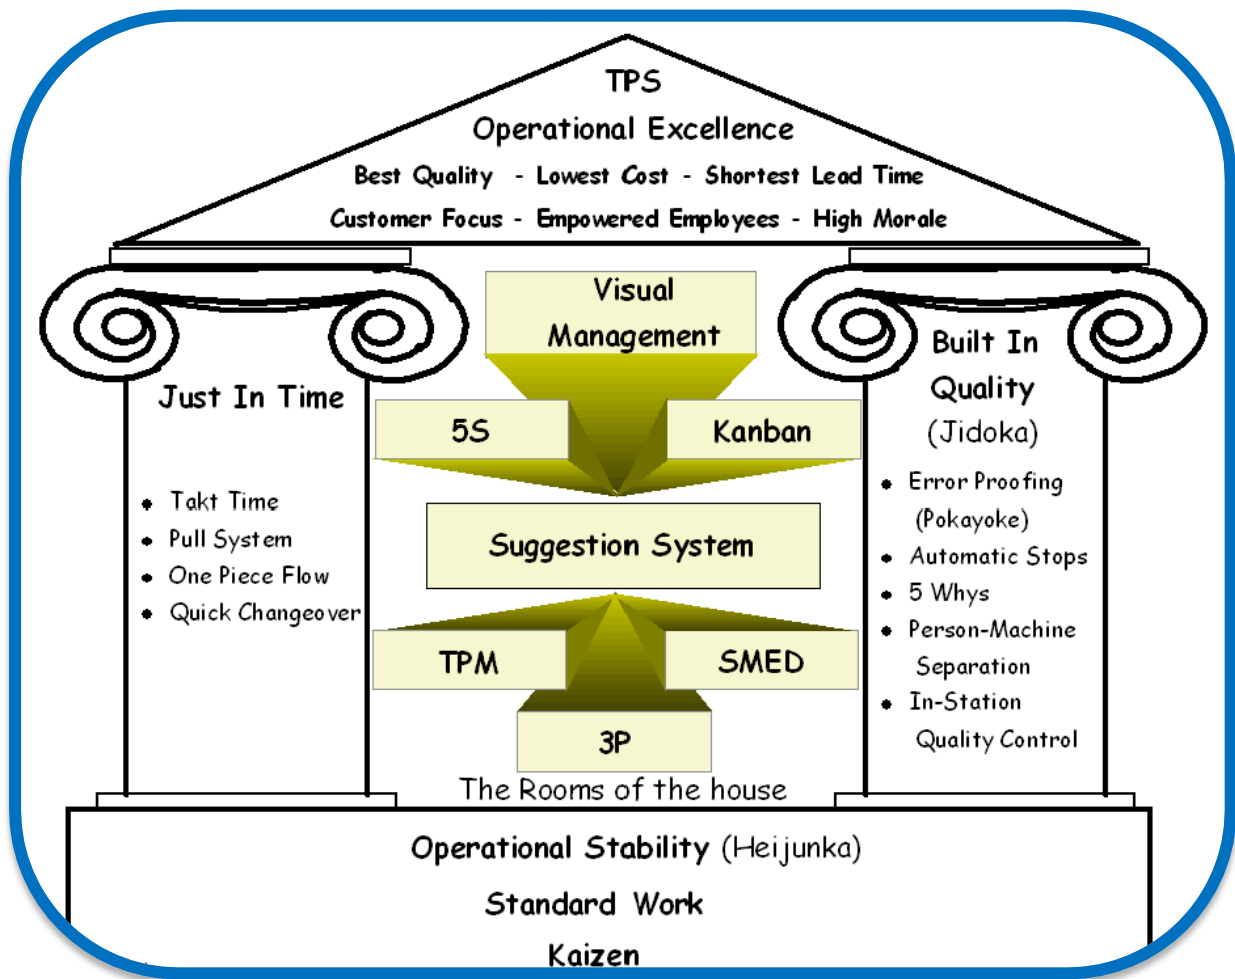 TPS
Operational Excellence
Best Quality - Lowest Cost - Shortest Lead Time
Customer Focus - Empowered Employees - High Morale
Just In Time
• Takt Time
• Pull System
• One Piece Flow
• Quick Changeover
Visual
Management
5S
Kanban
Suggestion System
TPM
SMED
3P
The Rooms of the house
Built In
Quality
(Jidoka)
• Error Proofing
(Pokayoke)
• Automatic Stops
• 5 Whys
• Person-Machine
Separation
• In-Station
Quality Control
Operational Stability (Heijunka)
Standard Work
Kaizen